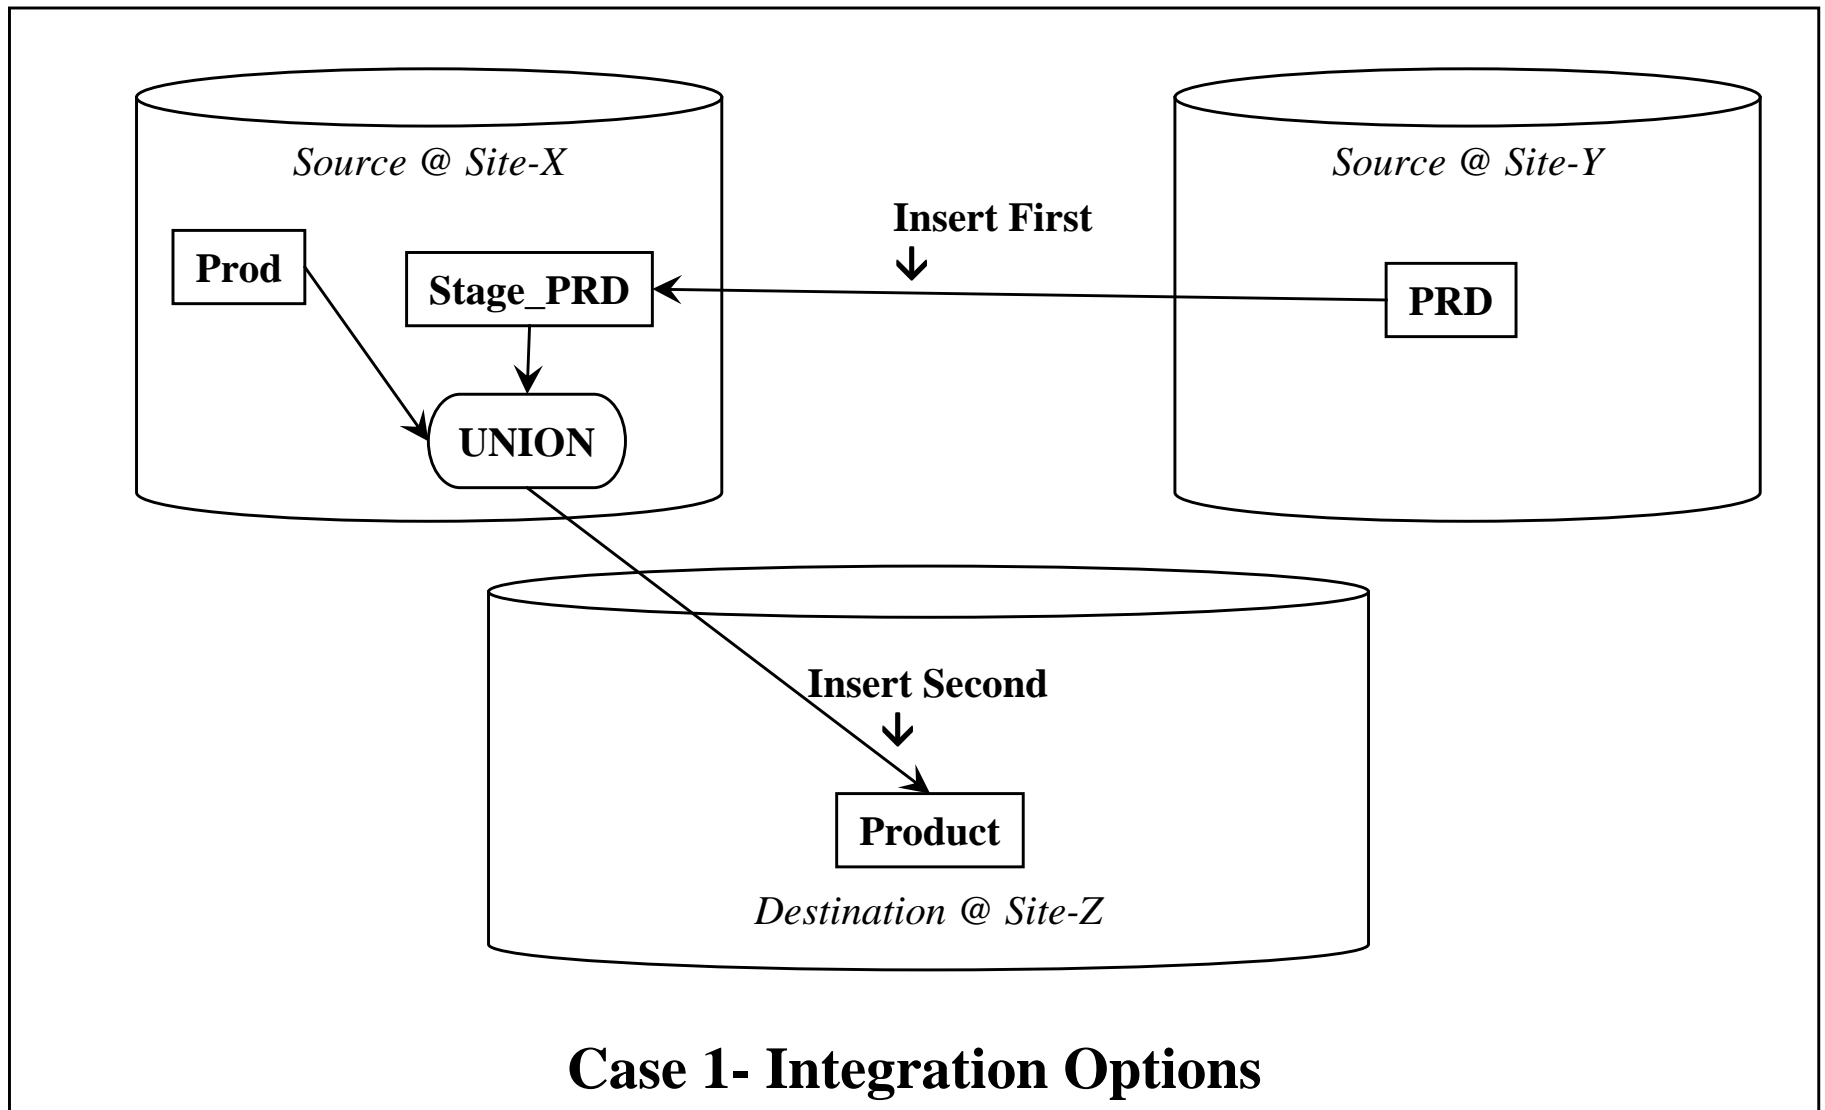 Source @ Site-X
Source @ Site-Y
Insert First
Prod
Stage_PRD
PRD
UNION
Insert Second
Product
Destination @ Site-Z
Case 1- Integration Options